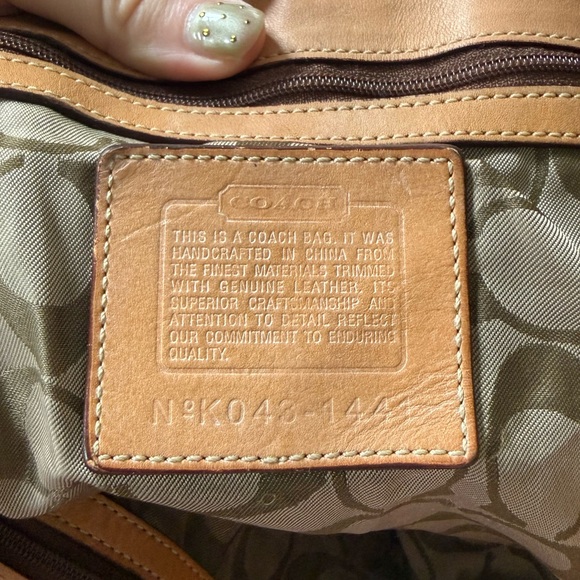 COACH
THIS IS A COACH BAG. IT WAS
HANDCRAFTED IN CHINA FROM
THE FINEST MATERIALS TRIMMED
WITH GENUINE LEATHER. ITS
SUPERIOR CRAFTSMANSHIP AND
ATTENTION TO DETAIL REFLECT
OUR COMMITMENT TO ENDURING
QUALITY.
NºK043-1441